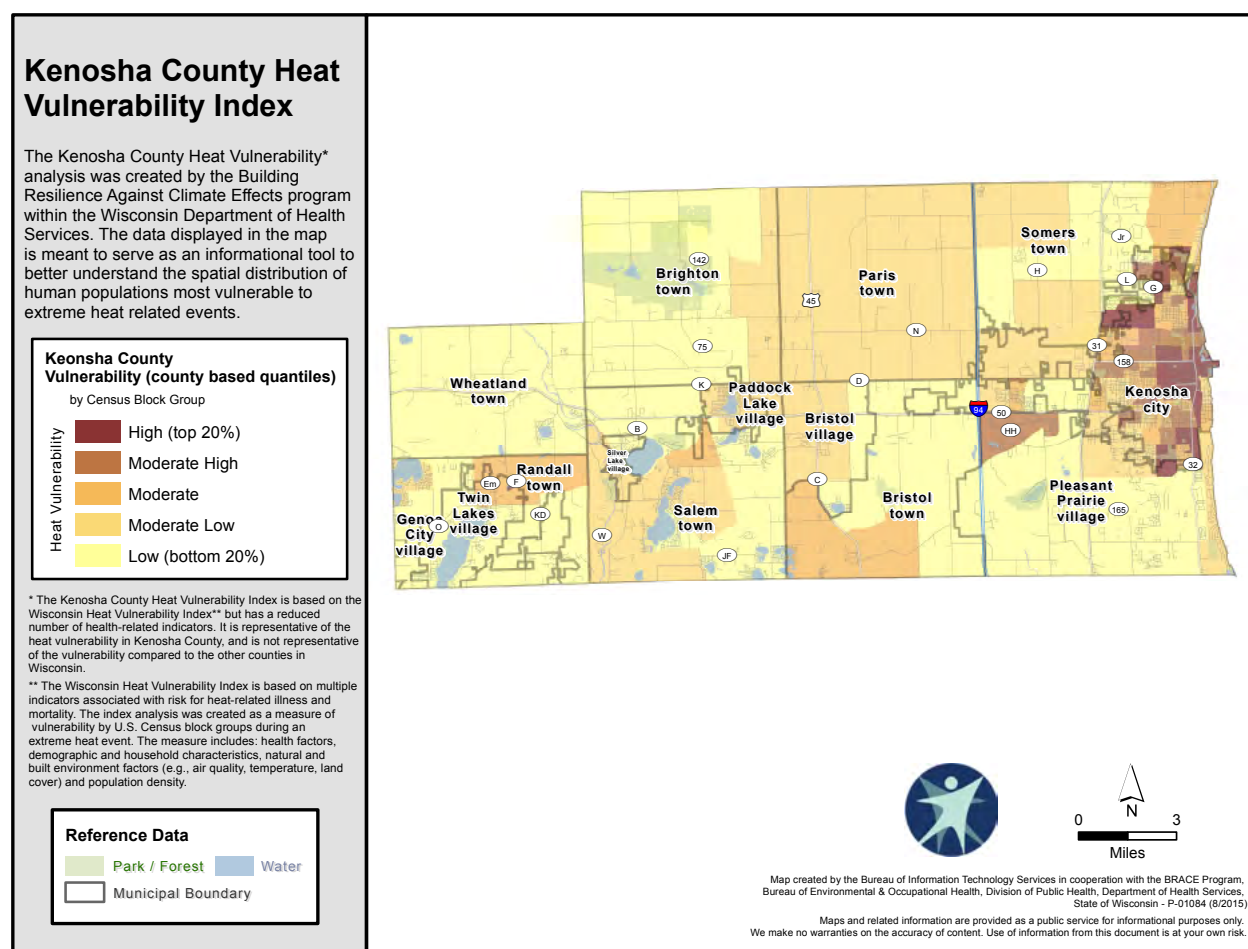 Kenosha County Heat
Vulnerability Index
The Kenosha County Heat Vulnerability*
analysis was created by the Building
Resilience Against Climate Effects program
within the Wisconsin Department of Health
Services. The data displayed in the map
is meant to serve as an informational tool to
better understand the spatial distribution of
human populations most vulnerable to
extreme heat related events.
Keonsha County
Vulnerability (county based quantiles)
by Census Block Group
Heat Vulnerability
High (top 20%)
Moderate High
Moderate
Moderate Low
Low (bottom 20%)
* The Kenosha County Heat Vulnerability Index is based on the
Wisconsin Heat Vulnerability Index** but has a reduced
number of health-related indicators. It is representative of the
heat vulnerability in Kenosha County, and is not representative
of the vulnerability compared to the other counties in
Wisconsin.
** The Wisconsin Heat Vulnerability Index is based on multiple
indicators associated with risk for heat-related illness and
mortality. The index analysis was created as a measure of
vulnerability by U.S. Census block groups during an
extreme heat event. The measure includes: health factors,
demographic and household characteristics, natural and
built environment factors (e.g., air quality, temperature, land
cover) and population density.
Reference Data
Park / Forest
Water
Municipal Boundary
Somers
town
Jr
H
L
G
142
Brighton
town
Paris
town
45
N
75
31
158
Wheatland
town
K
D
Paddock
Lake
village
Kenosha
city
Bristol
village
94
50
HH
B
Silver
Lake
village
32
Randall
town
Em
F
C
Twin
Lakes
village
KD
Genoa
City
village
O
Salem
town
W
JF
Bristol
town
Pleasant
Prairie
village
165
N
0
3
Miles
Map created by the Bureau of Information Technology Services in cooperation with the BRACE Program,
Bureau of Environmental & Occupational Health, Division of Public Health, Department of Health Services,
State of Wisconsin - P-01084 (8/2015)
Maps and related information are provided as a public service for informational purposes only.
We make no warranties on the accuracy of content. Use of information from this document is at your own risk.